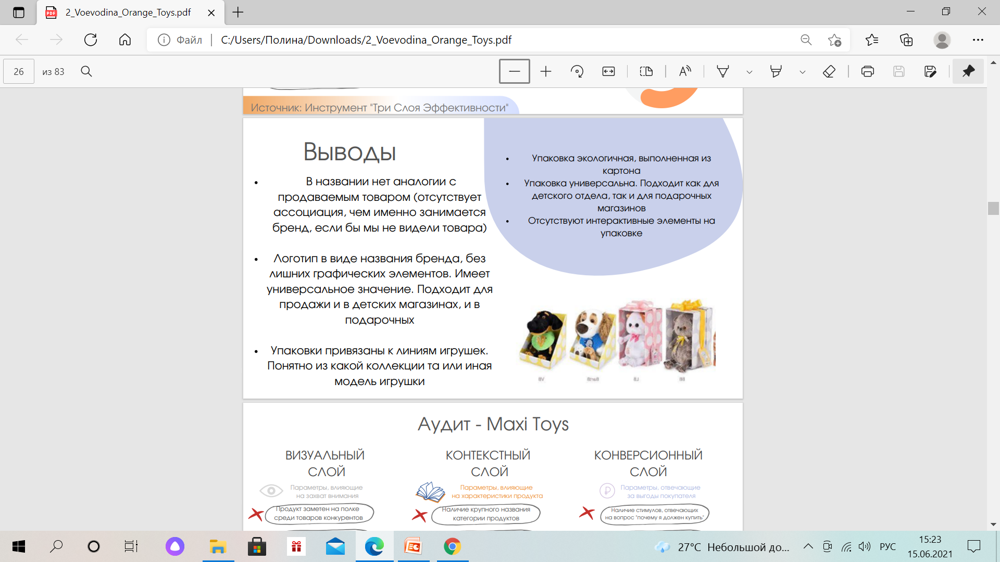 2_Voevodina_Orange_Toys.pdf
Файл
C:/Users/Полина/Downloads/2_Voevodina_Orange_Toys.pdf
26 из 83
Источник: Инструмент "Три Слоя Эффективности"
Выводы
В названии нет аналогии с
продаваемым товаром (отсутствует
ассоциация, чем именно занимается
бренд, если бы мы не видели товара)
Логотип в виде названия бренда, без
лишних графических элементов. Имеет
универсальное значение. Подходит для
продажи и в детских магазинах, и в
подарочных
Упаковки привязаны к линиям игрушек.
Понятно из какой коллекции та или иная
модель игрушки
Упаковка экологичная, выполненная из
картона
Упаковка универсальна. Подходит как для
детского отдела, так и для подарочных
магазинов
Отсутствуют интерактивные элементы на
упаковке
VB
BartB
LB
BB
Аудит - Maxi Toys
ВИЗУАЛЬНЫЙ
СЛОЙ
Параметры, влияющие
на захват внимания
Продукт заметен на полке
среди товаров конкурентов
КОНТЕКСТНЫЙ
СЛОЙ
Параметры, влияющие
на характеристики продукта
Наличие крупного названия
категории продуктов
КОНВЕРСИОННЫЙ
СЛОЙ
Параметры, отвечающие
за выгоды покупателя
Наличие стимулов, отвечающих
на вопрос "почему я должен купить"
27°C Небольшой до...
РУС
15:23
15.06.2021